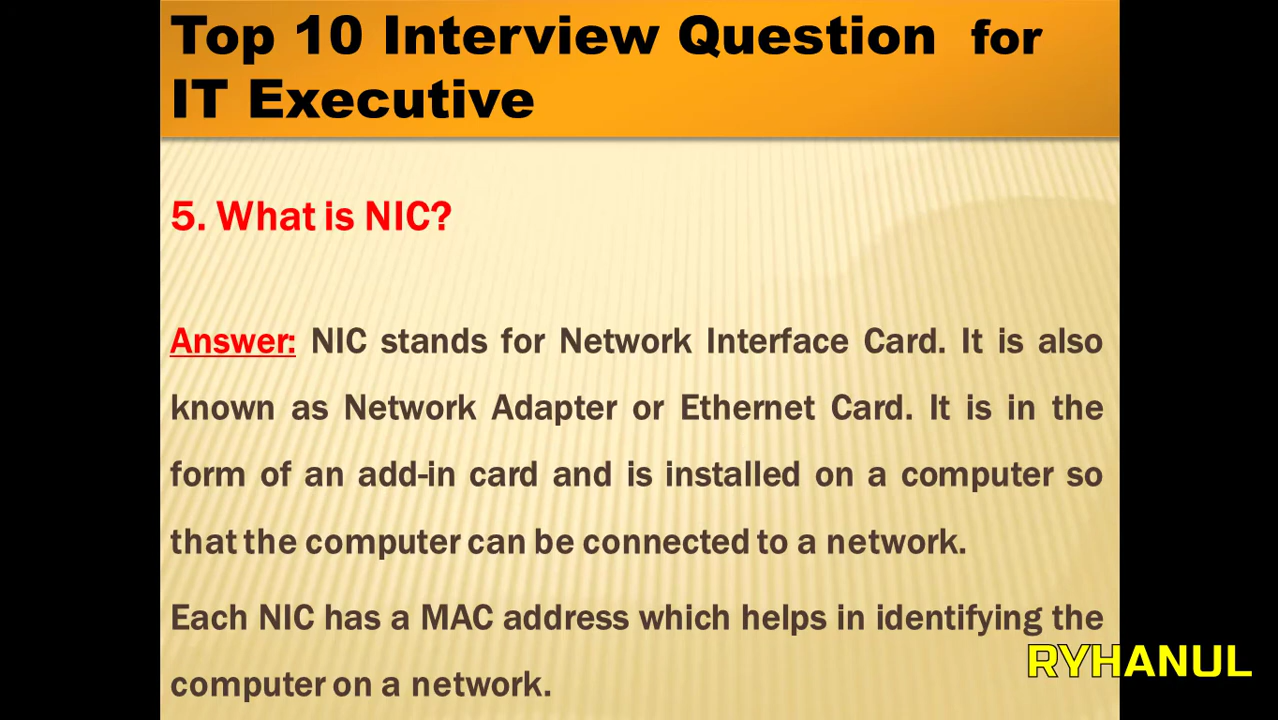 Top 10 Interview Question for
IT Executive
5. What is NIC?
Answer: NIC stands for Network Interface Card. It is also
known as Network Adapter or Ethernet Card. It is in the
form of an add-in card and is installed on a computer so
that the computer can be connected to a network.
Each NIC has a MAC address which helps in identifying the
computer on a network.
RYHANUL